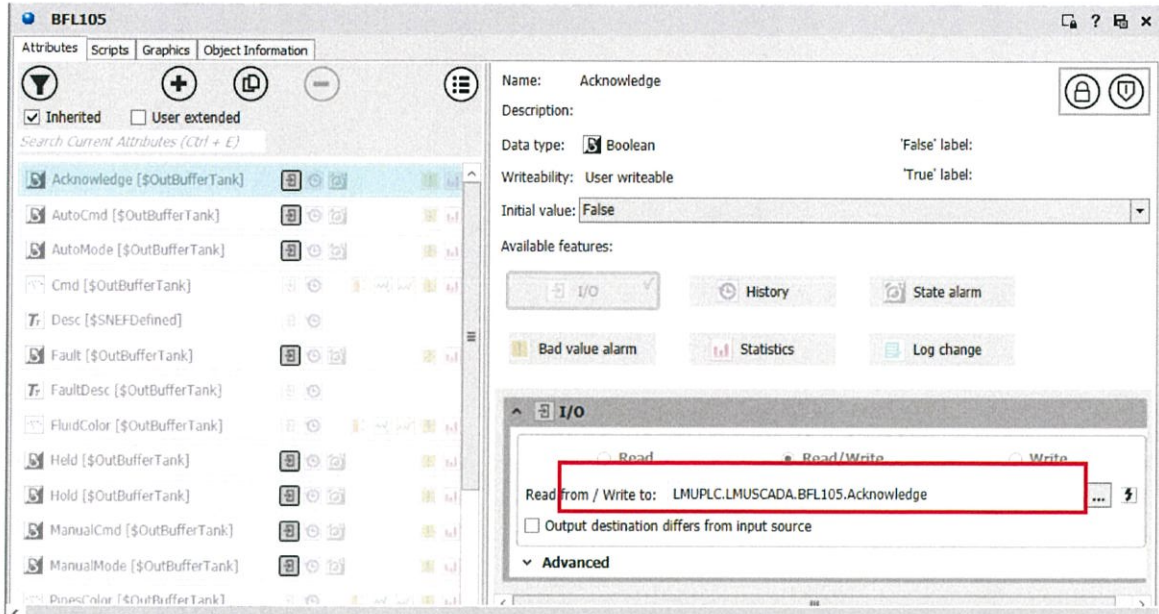 BFL105
Attributes Scripts Graphics Object Information
Inherited User extended
Search Current Attributes (Ctrl + E)
Acknowledge [$OutBufferTank]
AutoCmd [$OutBufferTank]
AutoMode [$OutBufferTank]
Cmd [$OutBufferTank]
Desc [$SNEFDefined]
Fault [$OutBufferTank]
FaultDesc [$OutBufferTank]
FluidColor [$OutBufferTank]
Held [$OutBufferTank]
Hold [$OutBufferTank]
ManualCmd [$OutBufferTank]
ManualMode [$OutBufferTank]
PipesColor [$OutBufferTank]
Name: Acknowledge
Description:
Data type: Boolean 'False' label:
Writeability: User writeable 'True' label:
Initial value: False
Available features:
I/O History State alarm
Bad value alarm Statistics Log change
I/O
Read Read/Write Write
Read from / Write to: LMUPLC.LMUSCADA.BFL105.Acknowledge ...
Output destination differs from input source
Advanced